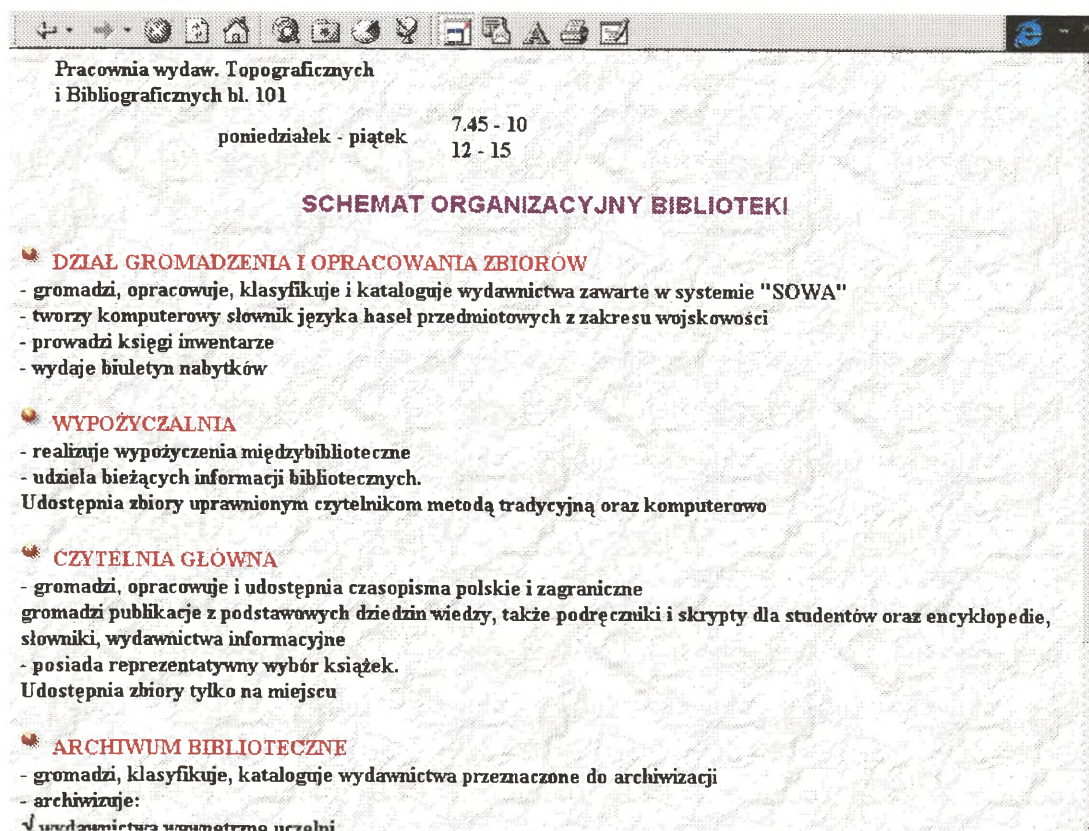 Pracownia wydaw. Topograficznych
i Bibliograficznych bl. 101
poniedziałek - piątek
7.45 - 10
12 - 15
SCHEMAT ORGANIZACYJNY BIBLIOTEKI
DZIAŁ GROMADZENIA I OPRACOWANIA ZBIORÓW
- gromadzi, opracowuje, klasyfikuje i kataloguje wydawnictwa zawarte w systemie "SOWA"
- tworzy komputerowy słownik języka haseł przedmiotowych z zakresu wojskowości
- prowadzi księgi inwentarze
- wydaje biuletyn nabytków
WYPOŻYCZALNIA
- realizuje wypożyczenia międzybiblioteczne
- udziela bieżących informacji bibliotecznych.
Udostępnia zbiory uprawnionym czytelnikom metodą tradycyjną oraz komputerowo
CZYTELNIA GŁÓWNA
- gromadzi, opracowuje i udostępnia czasopisma polskie i zagraniczne
gromadzi publikacje z podstawowych dziedzin wiedzy, także podręczniki i skrypty dla studentów oraz encyklopedie,
słowniki, wydawnictwa informacyjne
- posiada reprezentatywny wybór książek.
Udostępnia zbiory tylko na miejscu
ARCHIWUM BIBLIOTECZNE
- gromadzi, klasyfikuje, kataloguje wydawnictwa przeznaczone do archiwizacji
- archiwizuje:
√ wydawnictwa wewnętrzne uczelni